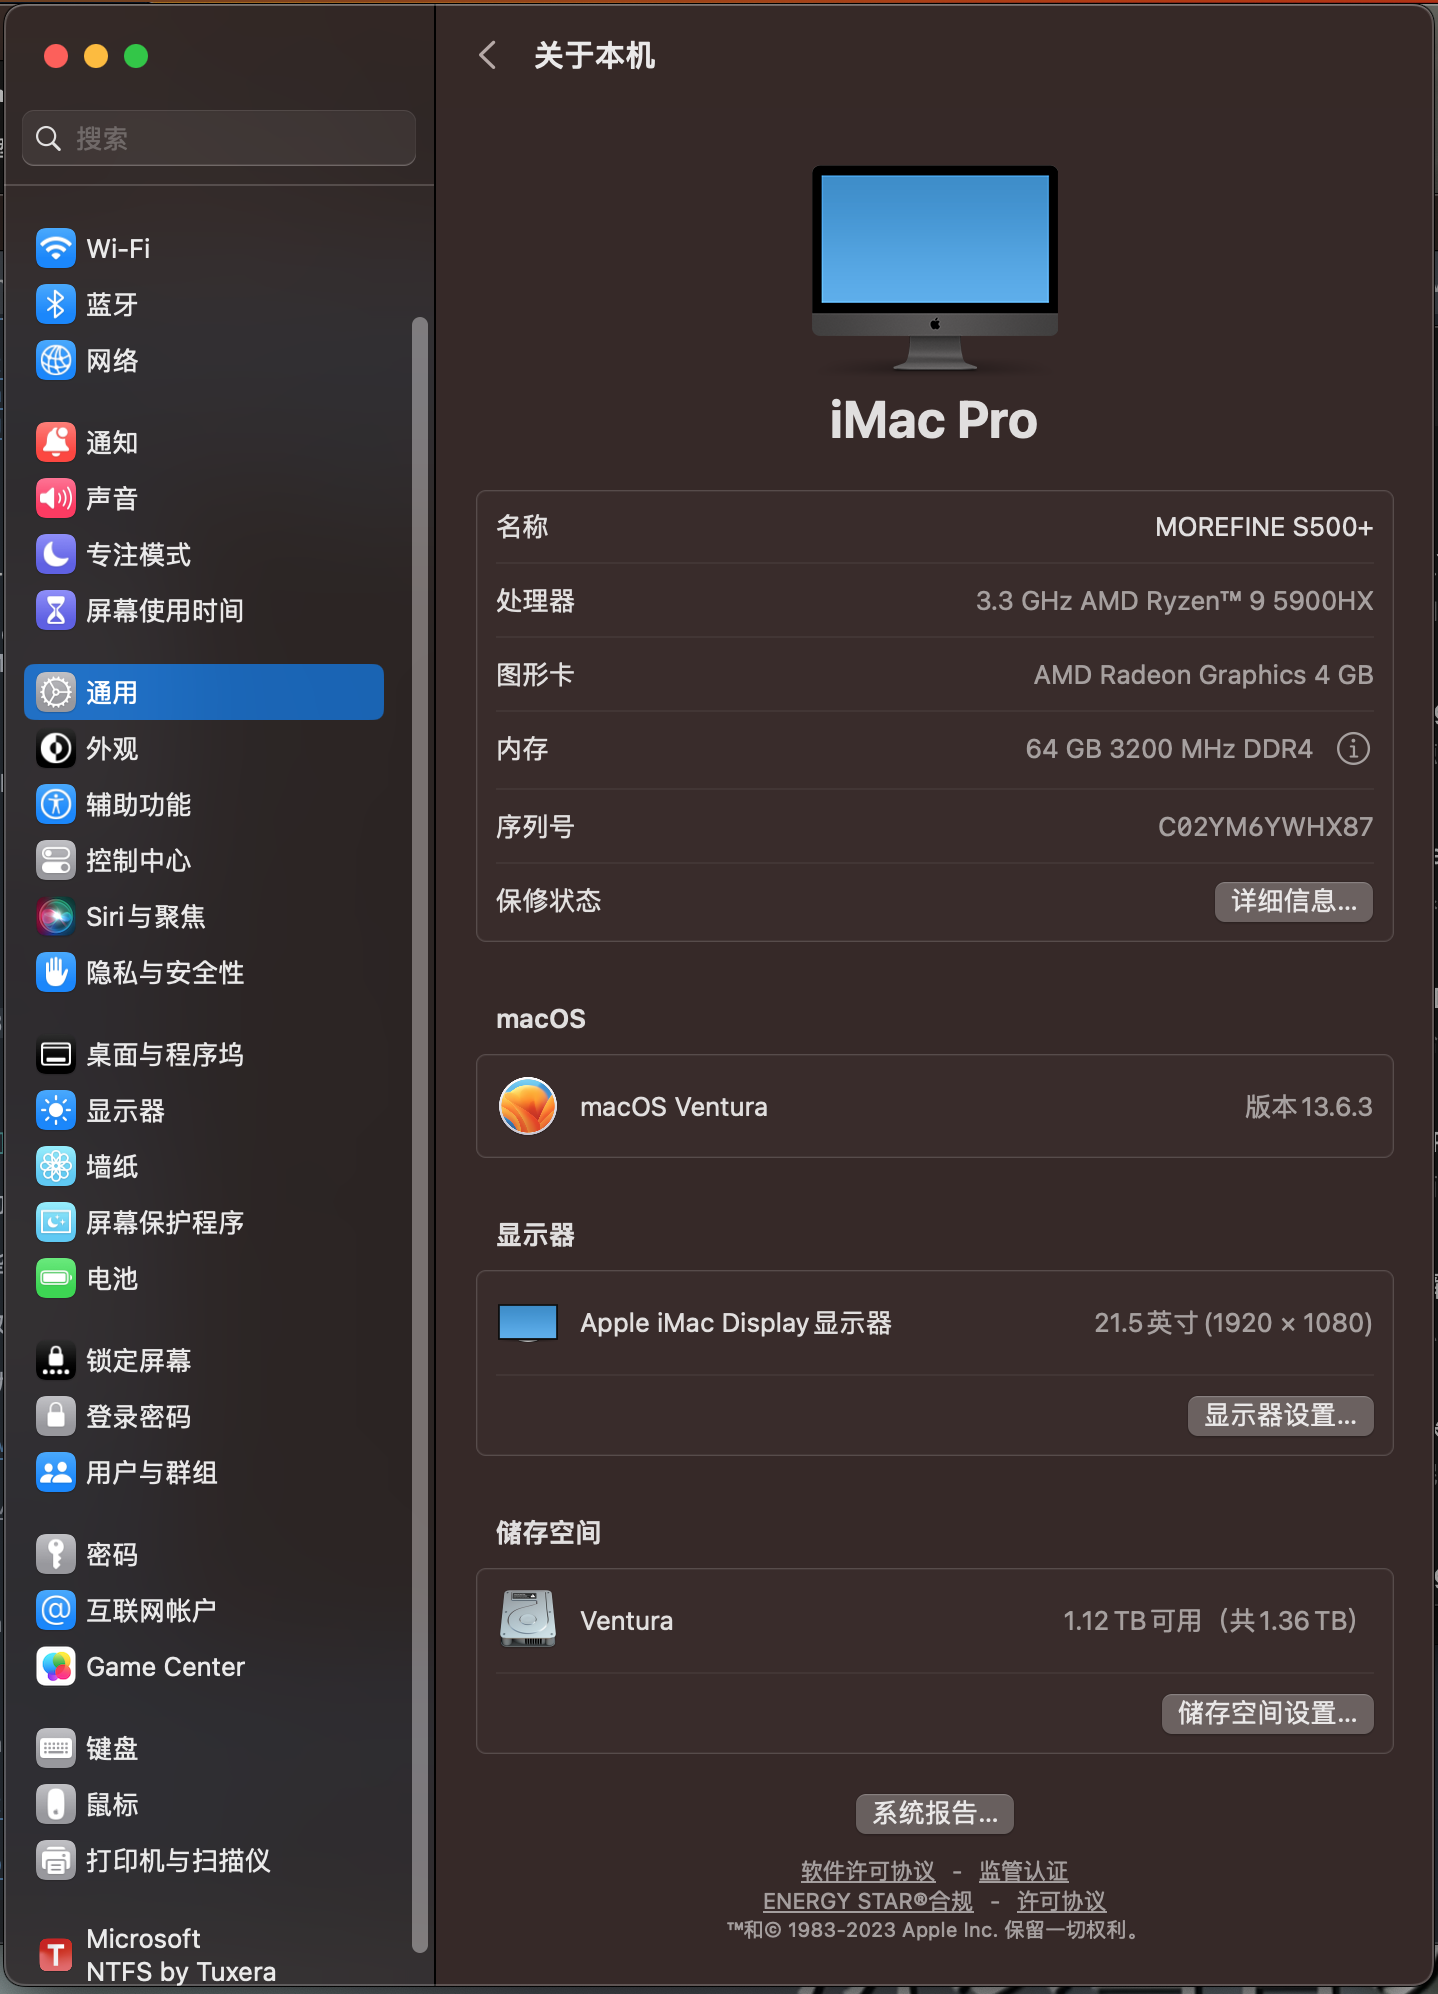 关于本机
搜索
Wi-Fi
蓝牙
网络
通知
声音
专注模式
屏幕使用时间
通用
外观
辅助功能
控制中心
Siri与聚焦
隐私与安全性
桌面与程序坞
显示器
墙纸
屏幕保护程序
电池
锁定屏幕
登录密码
用户与群组
密码
互联网帐户
Game Center
键盘
鼠标
打印机与扫描仪
Microsoft
NTFS by Tuxera
iMac Pro
名称 MOREFINE S500+
处理器 3.3 GHz AMD Ryzen™ 9 5900HX
图形卡 AMD Radeon Graphics 4 GB
内存 64 GB 3200 MHz DDR4
序列号 C02YM6YWHX87
保修状态 详细信息...
macOS
macOS Ventura 版本13.6.3
显示器
Apple iMac Display显示器 21.5英寸 (1920 × 1080)
显示器设置...
储存空间
Ventura 1.12 TB可用（共1.36 TB）
储存空间设置...
系统报告...
软件许可协议 - 监管认证
ENERGY STAR®合规 - 许可协议
™和© 1983-2023 Apple Inc. 保留一切权利。